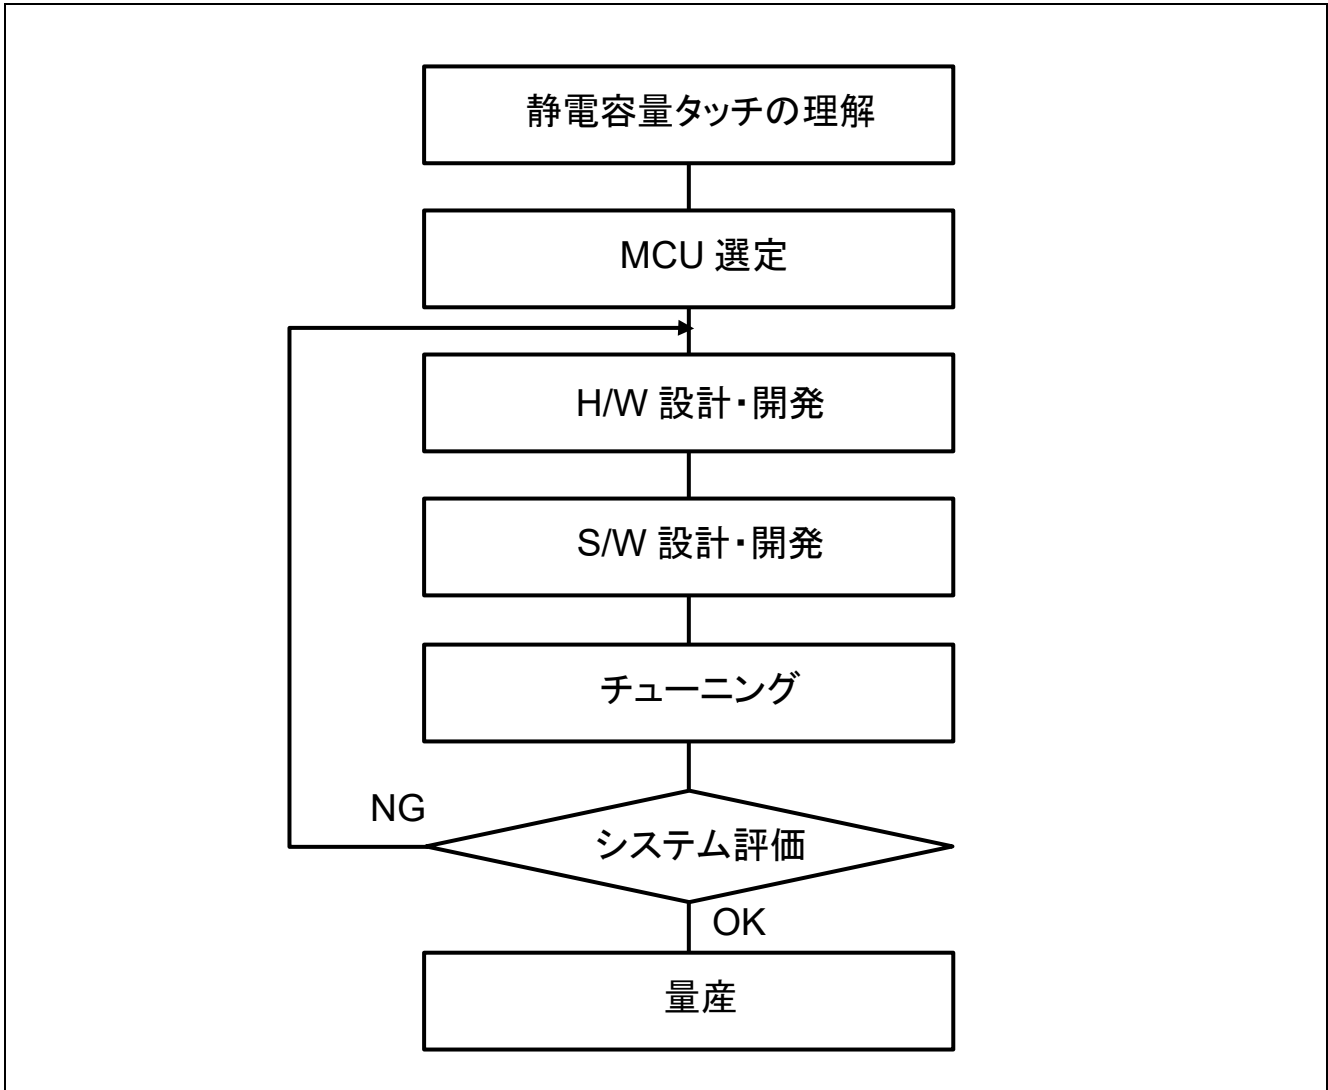 静電容量タッチの理解
MCU 選定
H/W 設計・開発
S/W 設計・開発
チューニング
NG
システム評価
OK
量産